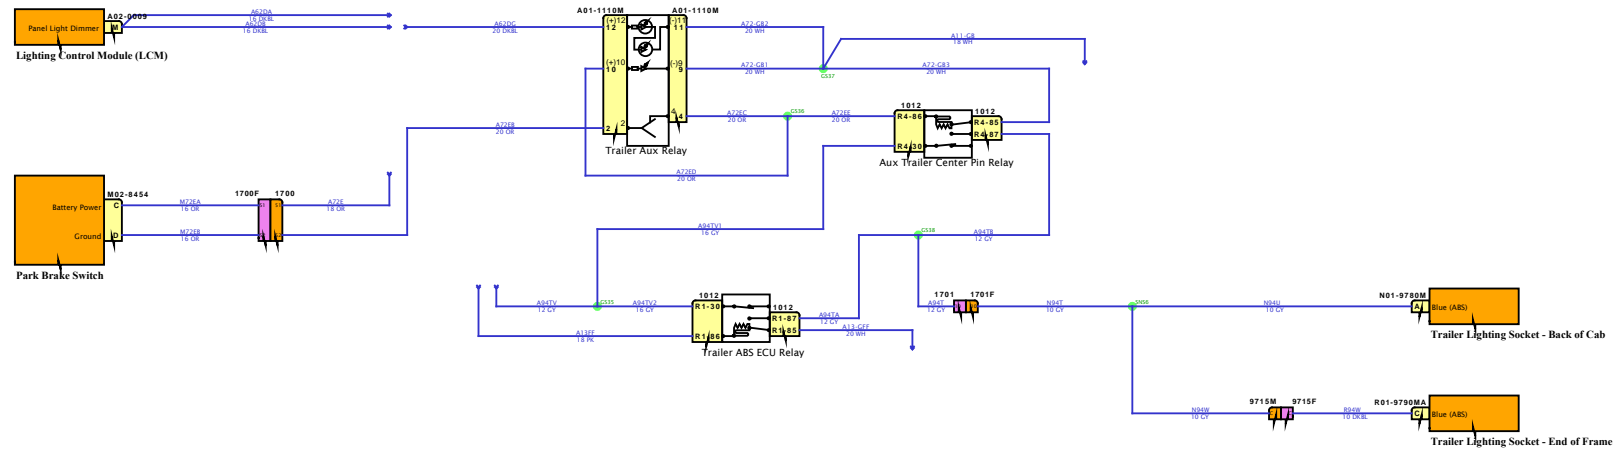 A02-0009
Panel Light Dimmer
M
A62DA
16 DKBL
A62DB
16 DKBL
Lighting Control Module (LCM)
A62DG
20 DKBL
A01-1110M
A01-1110M
(+)12
12
(-)11
11
(+)10
10
(-)9
9
4
4
2
2
Trailer Aux Relay
A72-GB2
20 WH
A11-G8
18 WH
A72-GB1
20 WH
GS37
A72-GB3
20 WH
A72EC
20 OR
GS36
A72EE
20 OR
A72EB
20 OR
A72ED
20 OR
1012
1012
R4-86
R4-85
R4-87
R4-30
Aux Trailer Center Pin Relay
M02-8454
Battery Power
C
Ground
D
Park Brake Switch
M72EA
16 OR
M72EB
16 OR
1700F
1700
A72E
18 OR
A94TV1
16 GY
GS38
A94TB
12 GY
A94TV
12 GY
GS35
A94TV2
16 GY
A13FF
18 PK
1012
1012
R1-30
R1-87
R1-85
R1-86
Trailer ABS ECU Relay
A94TA
12 GY
A13-GFF
20 WH
1701
1701F
A94T
12 GY
N94T
10 GY
SNS6
N94U
10 GY
N01-9780M
A
Blue (ABS)
Trailer Lighting Socket - Back of Cab
N94W
10 GY
9715M
9715F
R94W
10 DKBL
R01-9790MA
C
Blue (ABS)
Trailer Lighting Socket - End of Frame